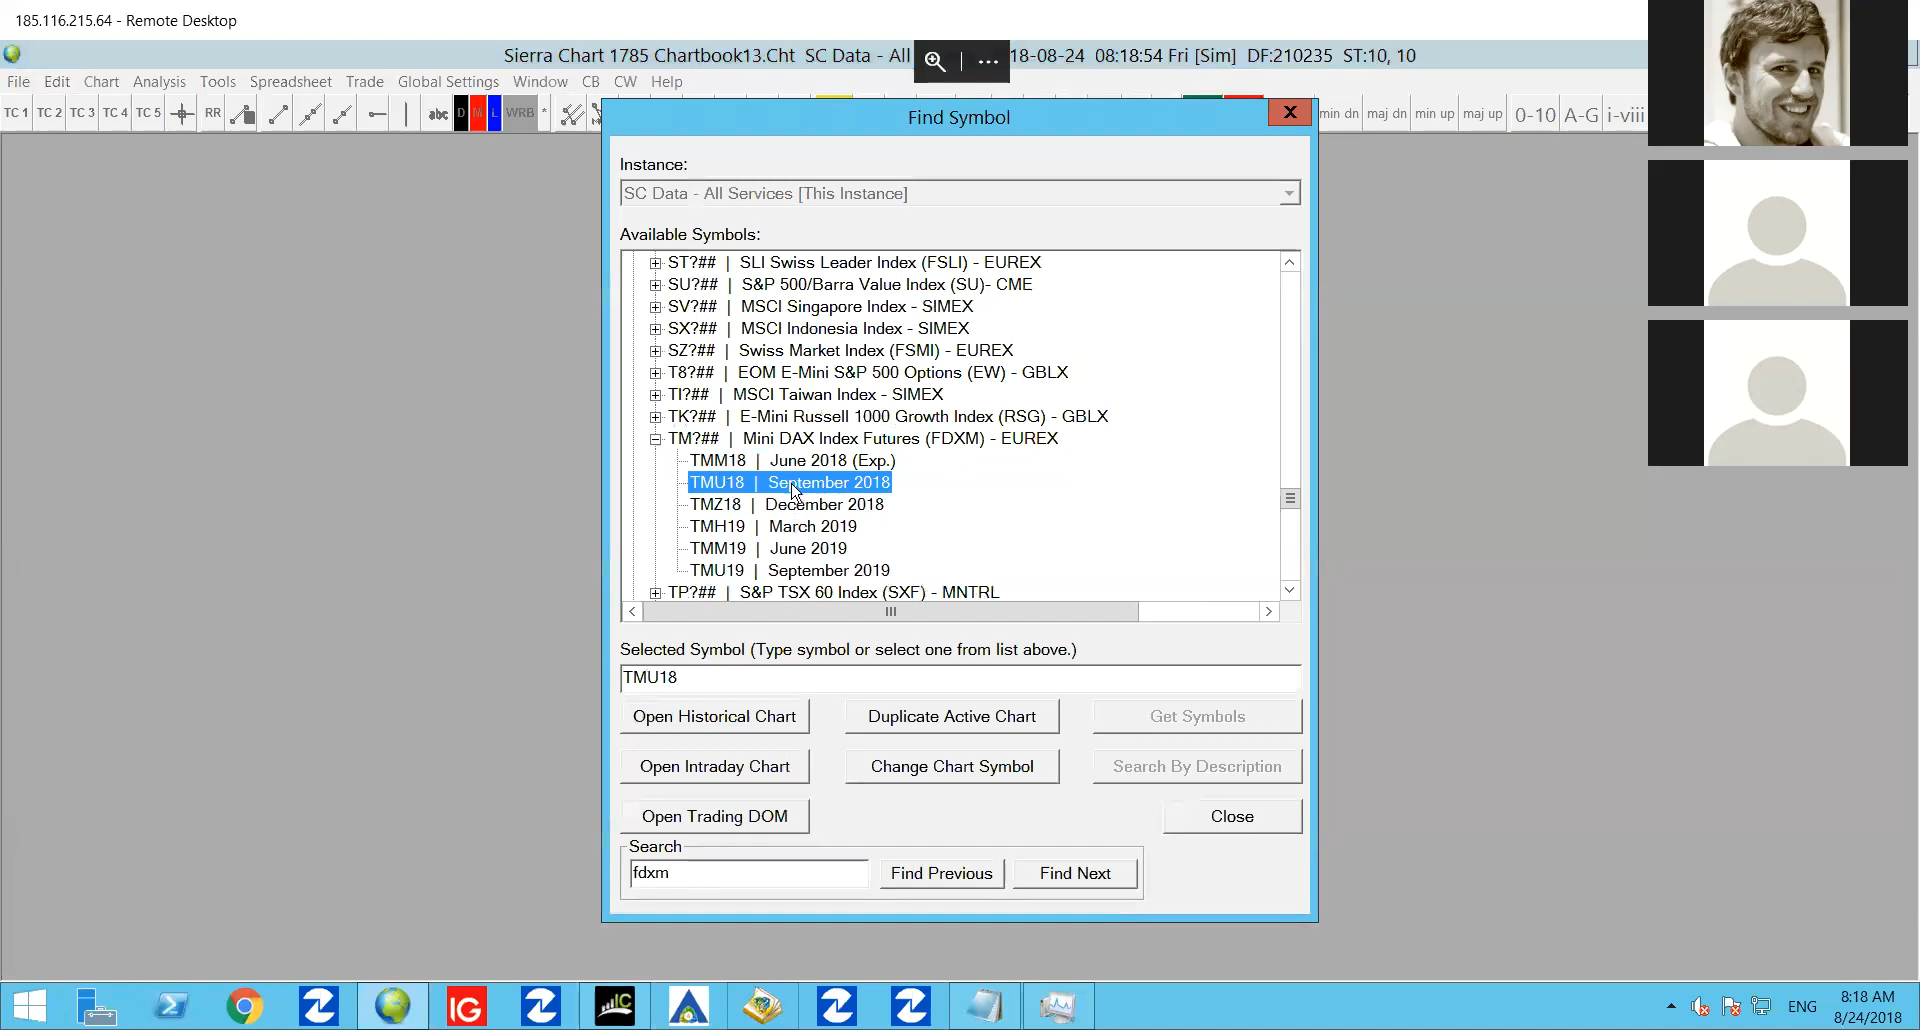 185.116.215.64 - Remote Desktop
Sierra Chart 1785 Chartbook13.Cht SC Data - All
18-08-24 08:18:54 Fri [Sim] DF:210235 ST:10, 10
File Edit Chart Analysis Tools Spreadsheet Trade Global Settings Window CB CW Help
TC 1 TC 2 TC 3 TC 4 TC 5 RR abc D M L WRB *
min dn maj dn min up maj up 0-10 A-G i-viii
Find Symbol
X
Instance:
SC Data - All Services [This Instance]
Available Symbols:
ST?## | SLI Swiss Leader Index (FSLI) - EUREX
SU?## | S&P 500/Barra Value Index (SU)- CME
SV?## | MSCI Singapore Index - SIMEX
SX?## | MSCI Indonesia Index - SIMEX
SZ?## | Swiss Market Index (FSMI) - EUREX
T8?## | EOM E-Mini S&P 500 Options (EW) - GBLX
TI?## | MSCI Taiwan Index - SIMEX
TK?## | E-Mini Russell 1000 Growth Index (RSG) - GBLX
TM?## | Mini DAX Index Futures (FDXM) - EUREX
TMM18 | June 2018 (Exp.)
TMU18 | September 2018
TMZ18 | December 2018
TMH19 | March 2019
TMM19 | June 2019
TMU19 | September 2019
TP?## | S&P TSX 60 Index (SXF) - MNTRL
Selected Symbol (Type symbol or select one from list above.)
TMU18
Open Historical Chart Duplicate Active Chart Get Symbols
Open Intraday Chart Change Chart Symbol Search By Description
Open Trading DOM Close
Search
fdxm Find Previous Find Next
IG IC ENG 8:18 AM
8/24/2018